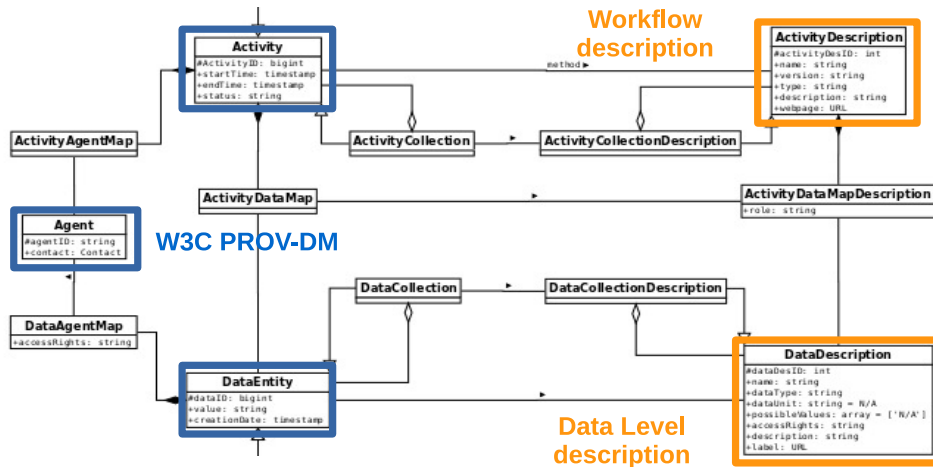 Workflow
description
Activity
#ActivityID: bigint
+startTime: timestamp
+endTime: timestamp
+status: string
method
ActivityDescription
#activityDesID: int
+name: string
+version: string
+type: string
+description: string
+webpage: URL
ActivityAgentMap
ActivityCollection
ActivityCollectionDescription
ActivityDataMap
ActivityDataMapDescription
+role: string
Agent
#agentID: string
+contact: Contact
W3C PROV-DM
DataCollection
DataCollectionDescription
DataAgentMap
+accessRights: string
DataEntity
#dataID: bigint
+value: string
+creationDate: timestamp
DataDescription
#dataDesID: int
+name: string
+dataType: string
+dataUnit: string = N/A
+possibleValues: array = ['N/A']
+accessRights: string
+description: string
+label: URL
Data Level
description